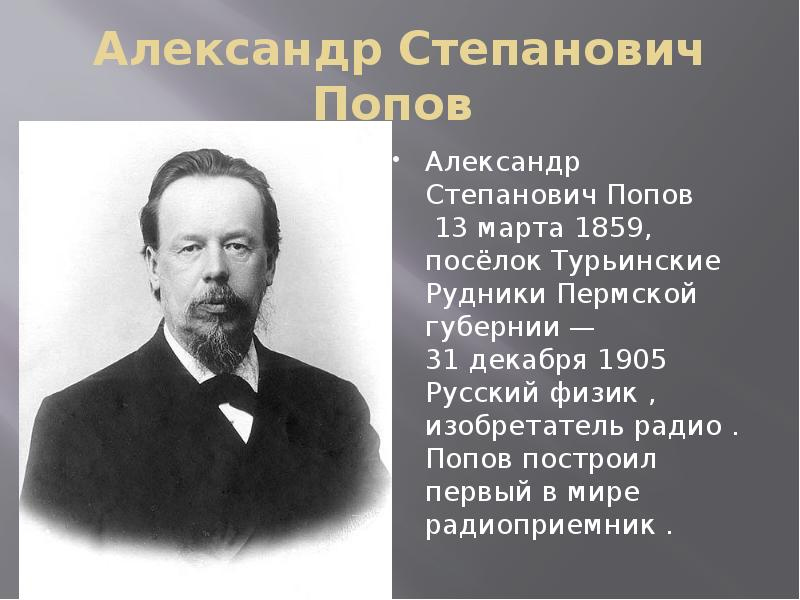 Александр Степанович
Попов
• Александр
Степанович Попов
13 марта 1859,
посёлок Турьинские
Рудники Пермской
губернии —
31 декабря 1905
Русский физик ,
изобретатель радио .
Попов построил
первый в мире
радиоприемник .